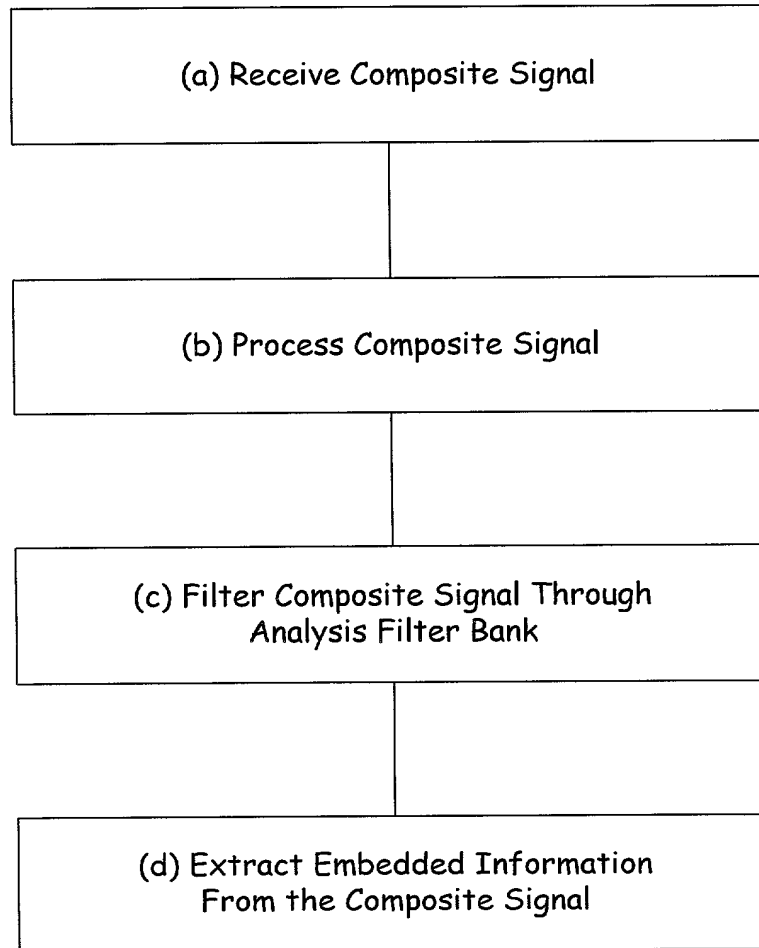 (a) Receive Composite Signal
(b) Process Composite Signal
(c) Filter Composite Signal Through
Analysis Filter Bank
(d) Extract Embedded Information
From the Composite Signal